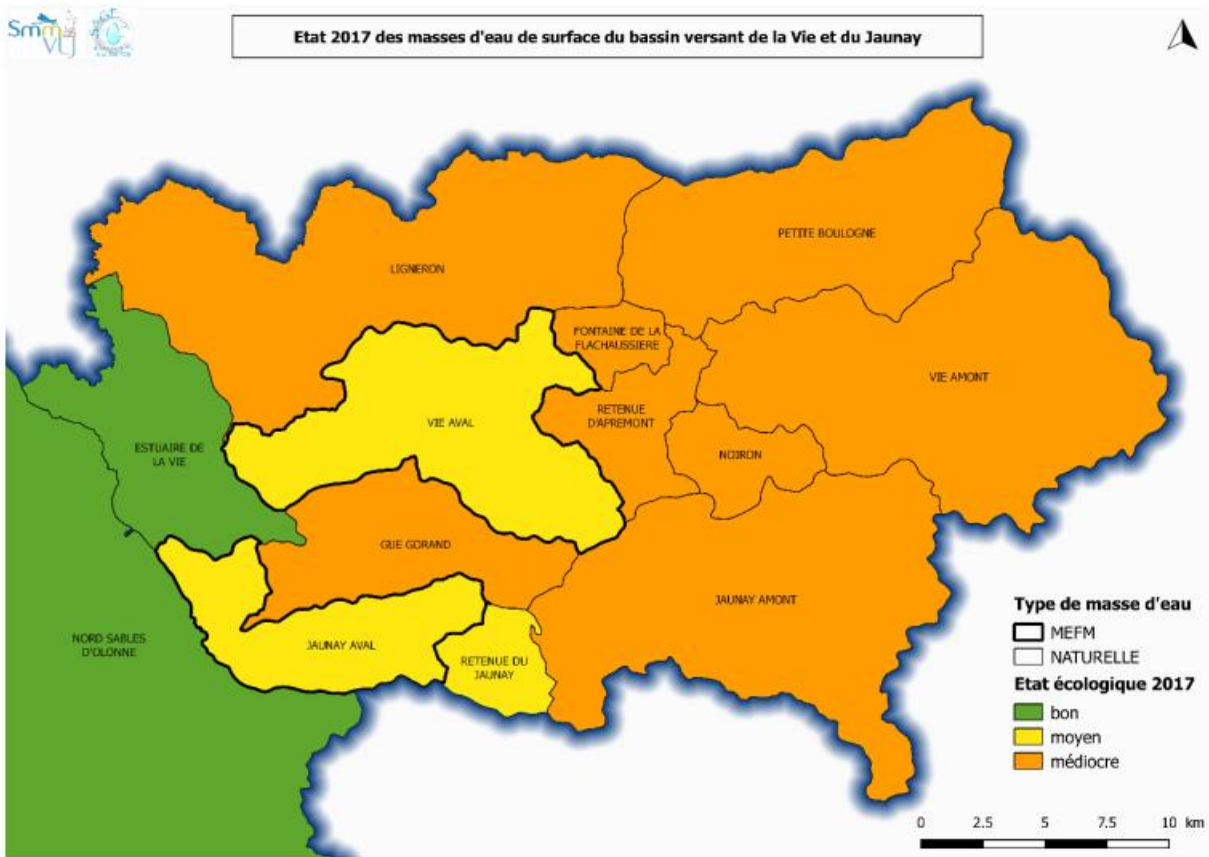 Smm
VVJ
Etat 2017 des masses d'eau de surface du bassin versant de la Vie et du Jaunay
PETITE BOULOGNE
LIGNERON
FONTAINE DE LA
FLACHAUSSIERE
VIE AMONT
RETENUE
D'APREMONT
VIE AVAL
ESTUAIRE DE
LA VIE
NOIRON
GUE GORAND
JAUNAY AMONT
NORD SABLES
D'OLONNE
JAUNAY AVAL
RETENUE DU
JAUNAY
Type de masse d'eau
MEFM
NATURELLE
Etat écologique 2017
bon
moyen
médiocre
0 2.5 5 7.5 10 km